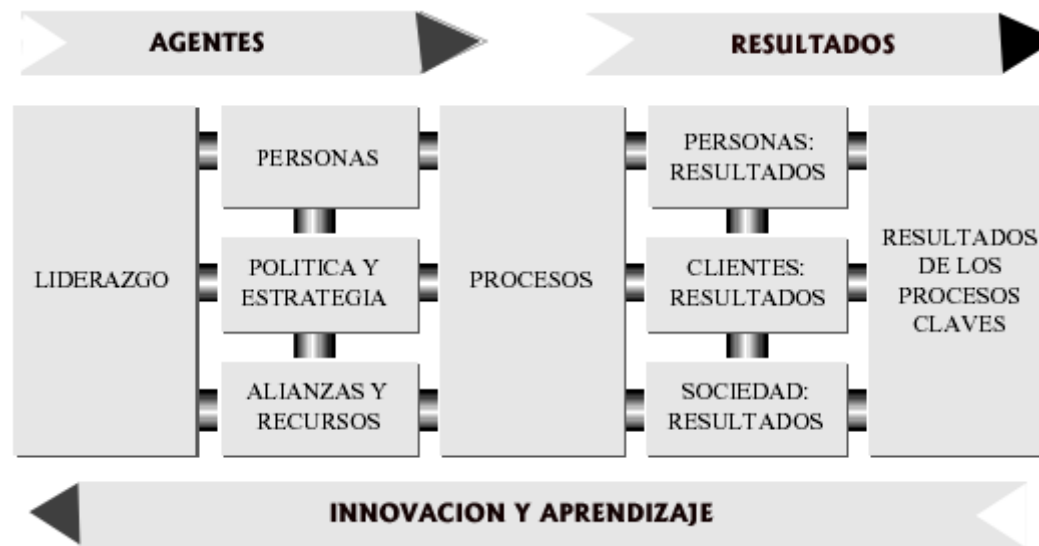 AGENTES
RESULTADOS
LIDERAZGO
PERSONAS
POLITICA Y
ESTRATEGIA
ALIANZAS Y
RECURSOS
PROCESOS
PERSONAS:
RESULTADOS
CLIENTES:
RESULTADOS
SOCIEDAD:
RESULTADOS
RESULTADOS
DE LOS
PROCESOS
CLAVES
INNOVACION Y APRENDIZAJE